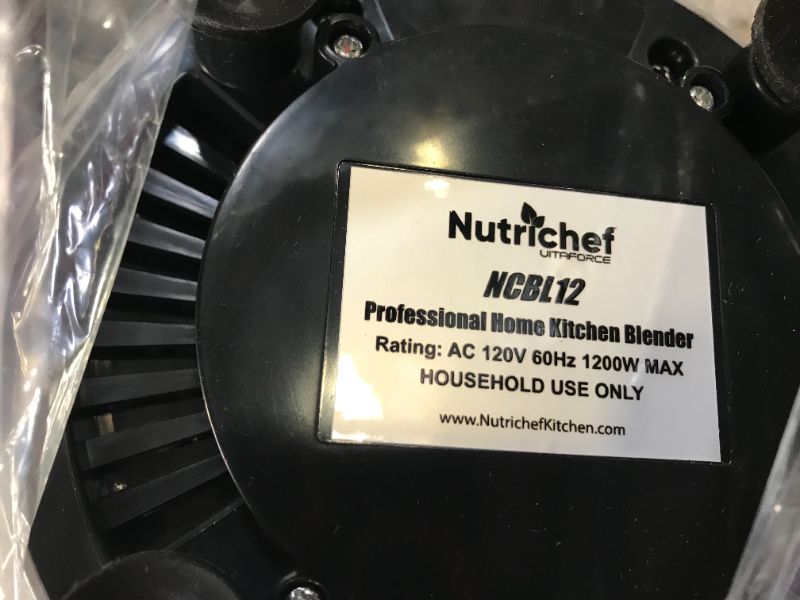 Nutrichef
VITAFORCE
NCBL12
Professional Home Kitchen Blender
Rating: AC 120V 60Hz 1200W MAX
HOUSEHOLD USE ONLY
www.NutrichefKitchen.com